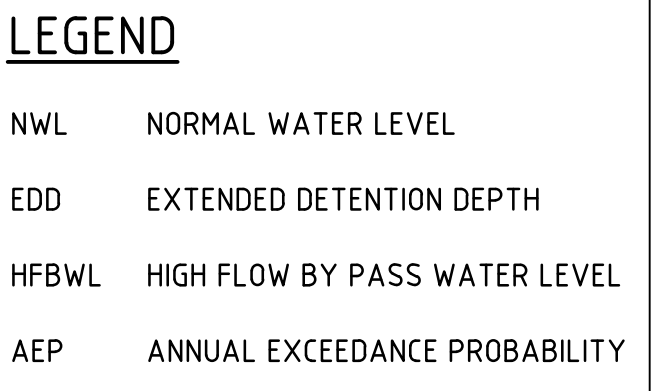 LEGEND
NWL NORMAL WATER LEVEL
EDD EXTENDED DETENTION DEPTH
HFBWL HIGH FLOW BY PASS WATER LEVEL
AEP ANNUAL EXCEEDANCE PROBABILITY